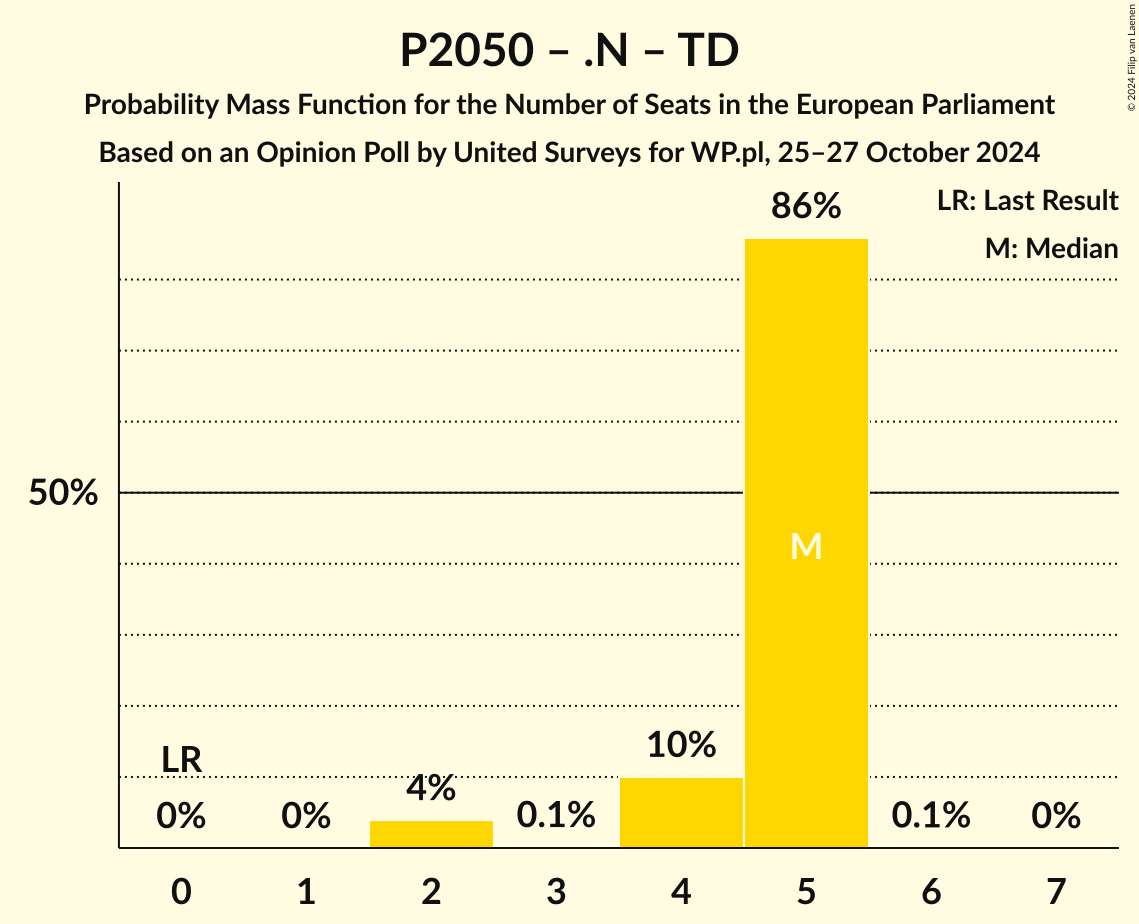 P2050 – .N – TD
Probability Mass Function for the Number of Seats in the European Parliament
Based on an Opinion Poll by United Surveys for WP.pl, 25–27 October 2024
© 2024 Filip van Laenen
LR: Last Result
M: Median
86%
50%
M
LR
10%
4%
0% 0% 0.1% 0.1% 0%
0 1 2 3 4 5 6 7